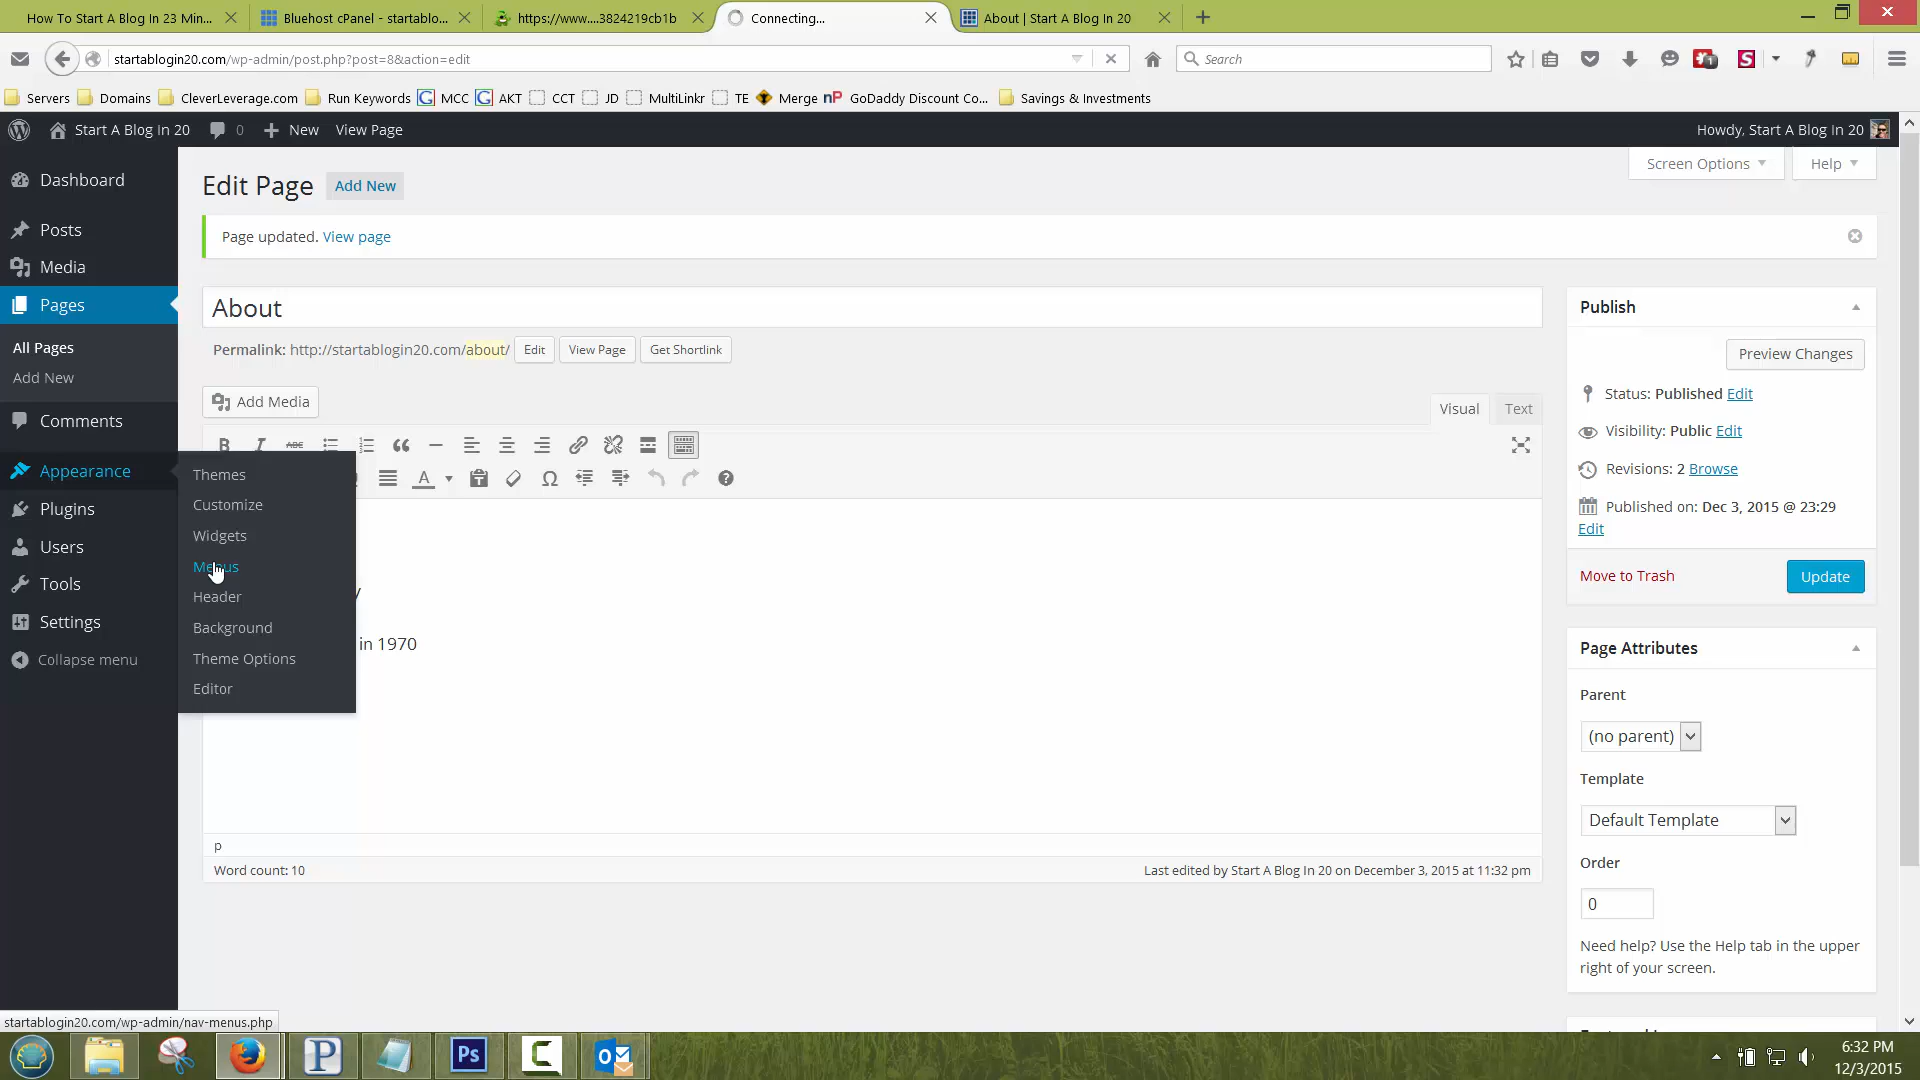 How To Start A Blog In 23 Min...
Bluehost cPanel - startablo...
https://www....3824219cb1b
Connecting...
About | Start A Blog In 20
startablogin20.com/wp-admin/post.php?post=8&action=edit
Search
Servers
Domains
CleverLeverage.com
Run Keywords
MCC
AKT
CCT
JD
MultiLinkr
TE
Merge
GoDaddy Discount Co...
Savings & Investments
Start A Blog In 20
0
New
View Page
Howdy, Start A Blog In 20
Dashboard
Posts
Media
Pages
All Pages
Add New
Comments
Appearance
Plugins
Users
Tools
Settings
Collapse menu
Themes
Customize
Widgets
Menus
Header
Background
Theme Options
Editor
Screen Options
Help
Edit Page
Add New
Page updated. View page
About
Permalink: http://startablogin20.com/about/
Edit
View Page
Get Shortlink
Add Media
Visual
Text
B I ABC
A
in 1970
p
Word count: 10
Last edited by Start A Blog In 20 on December 3, 2015 at 11:32 pm
Publish
Preview Changes
Status: Published Edit
Visibility: Public Edit
Revisions: 2 Browse
Published on: Dec 3, 2015 @ 23:29
Edit
Move to Trash
Update
Page Attributes
Parent
(no parent)
Template
Default Template
Order
0
Need help? Use the Help tab in the upper
right of your screen.
startablogin20.com/wp-admin/nav-menus.php
6:32 PM
12/3/2015